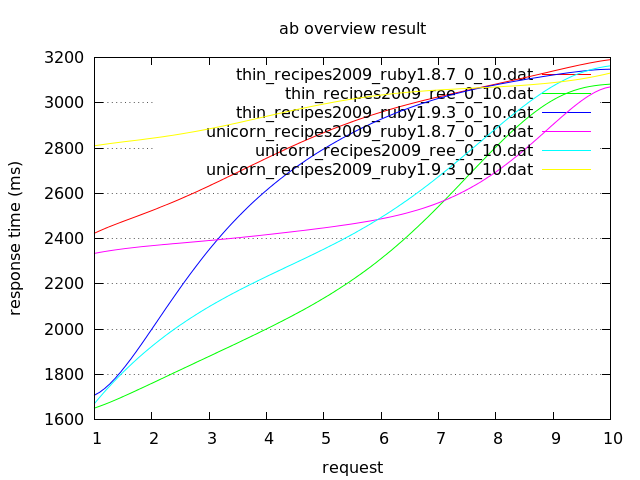 ab overview result
response time (ms)
3200
3000
2800
2600
2400
2200
2000
1800
1600
thin_recipes2009_ruby1.8.7_0_10.dat
thin_recipes2009_ree_0_10.dat
thin_recipes2009_ruby1.9.3_0_10.dat
unicorn_recipes2009_ruby1.8.7_0_10.dat
unicorn_recipes2009_ree_0_10.dat
unicorn_recipes2009_ruby1.9.3_0_10.dat
1 2 3 4 5 6 7 8 9 10
request